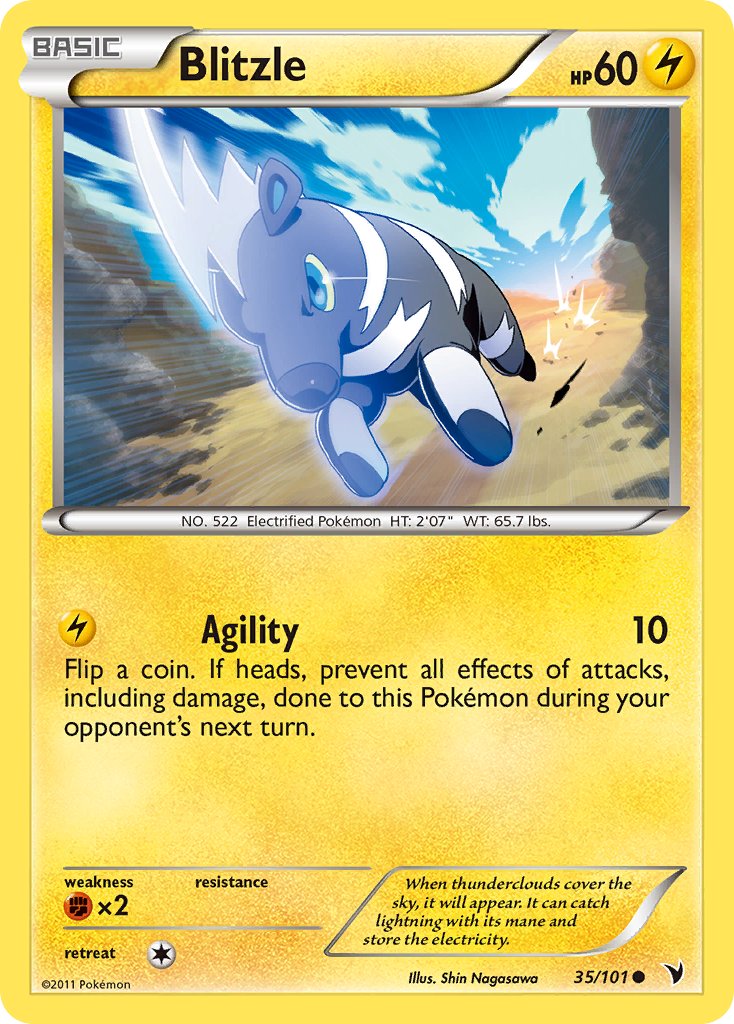 BASIC
Blitzle
HP60
NO. 522 Electrified Pokémon HT: 2'07" WT: 65.7 lbs.
Agility
10
Flip a coin. If heads, prevent all effects of attacks,
including damage, done to this Pokémon during your
opponent's next turn.
weakness
resistance
×2
retreat
When thunderclouds cover the
sky, it will appear. It can catch
lightning with its mane and
store the electricity.
©2011 Pokémon
Illus. Shin Nagasawa
35/101